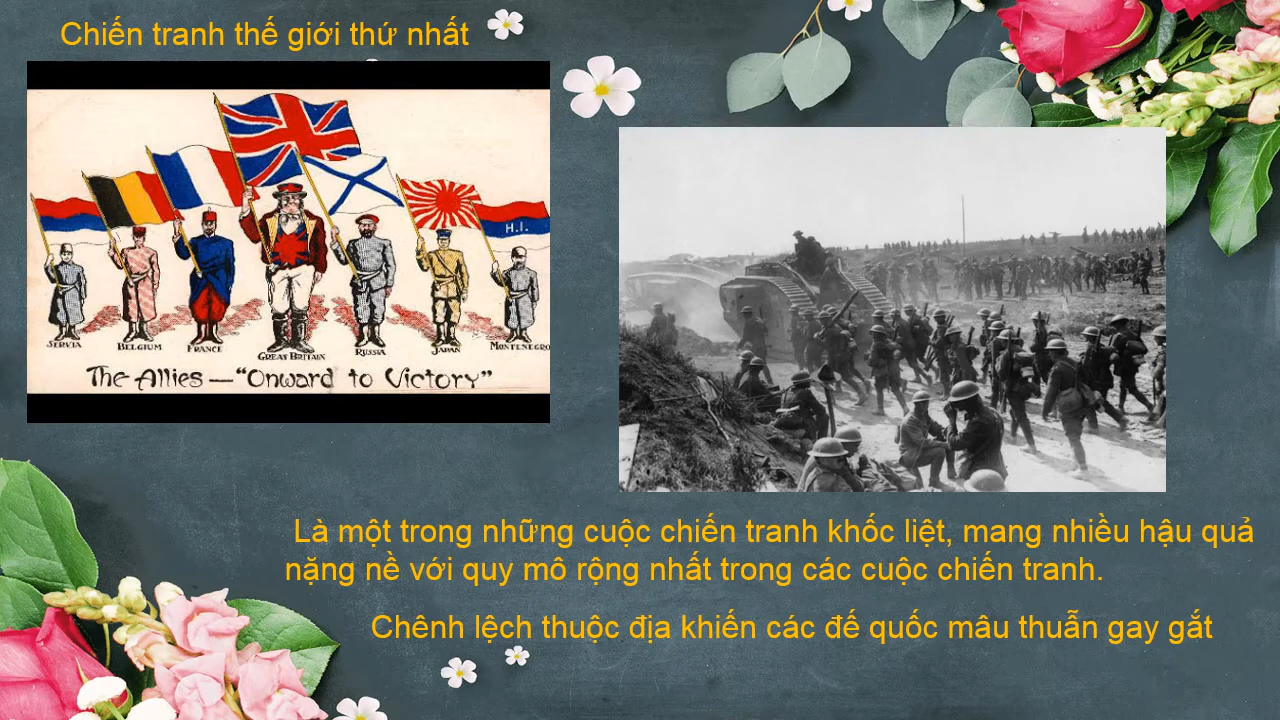 Chiến tranh thế giới thứ nhất
H.I.
SERVIA
BELGIUM
FRANCE
GREAT BRITAIN
RUSSIA
JAPAN
MONTENEGRO
The Allies — "Onward to Victory"
Là một trong những cuộc chiến tranh khốc liệt, mang nhiều hậu quả
nặng nề với quy mô rộng nhất trong các cuộc chiến tranh.
Chênh lệch thuộc địa khiến các đế quốc mâu thuẫn gay gắt